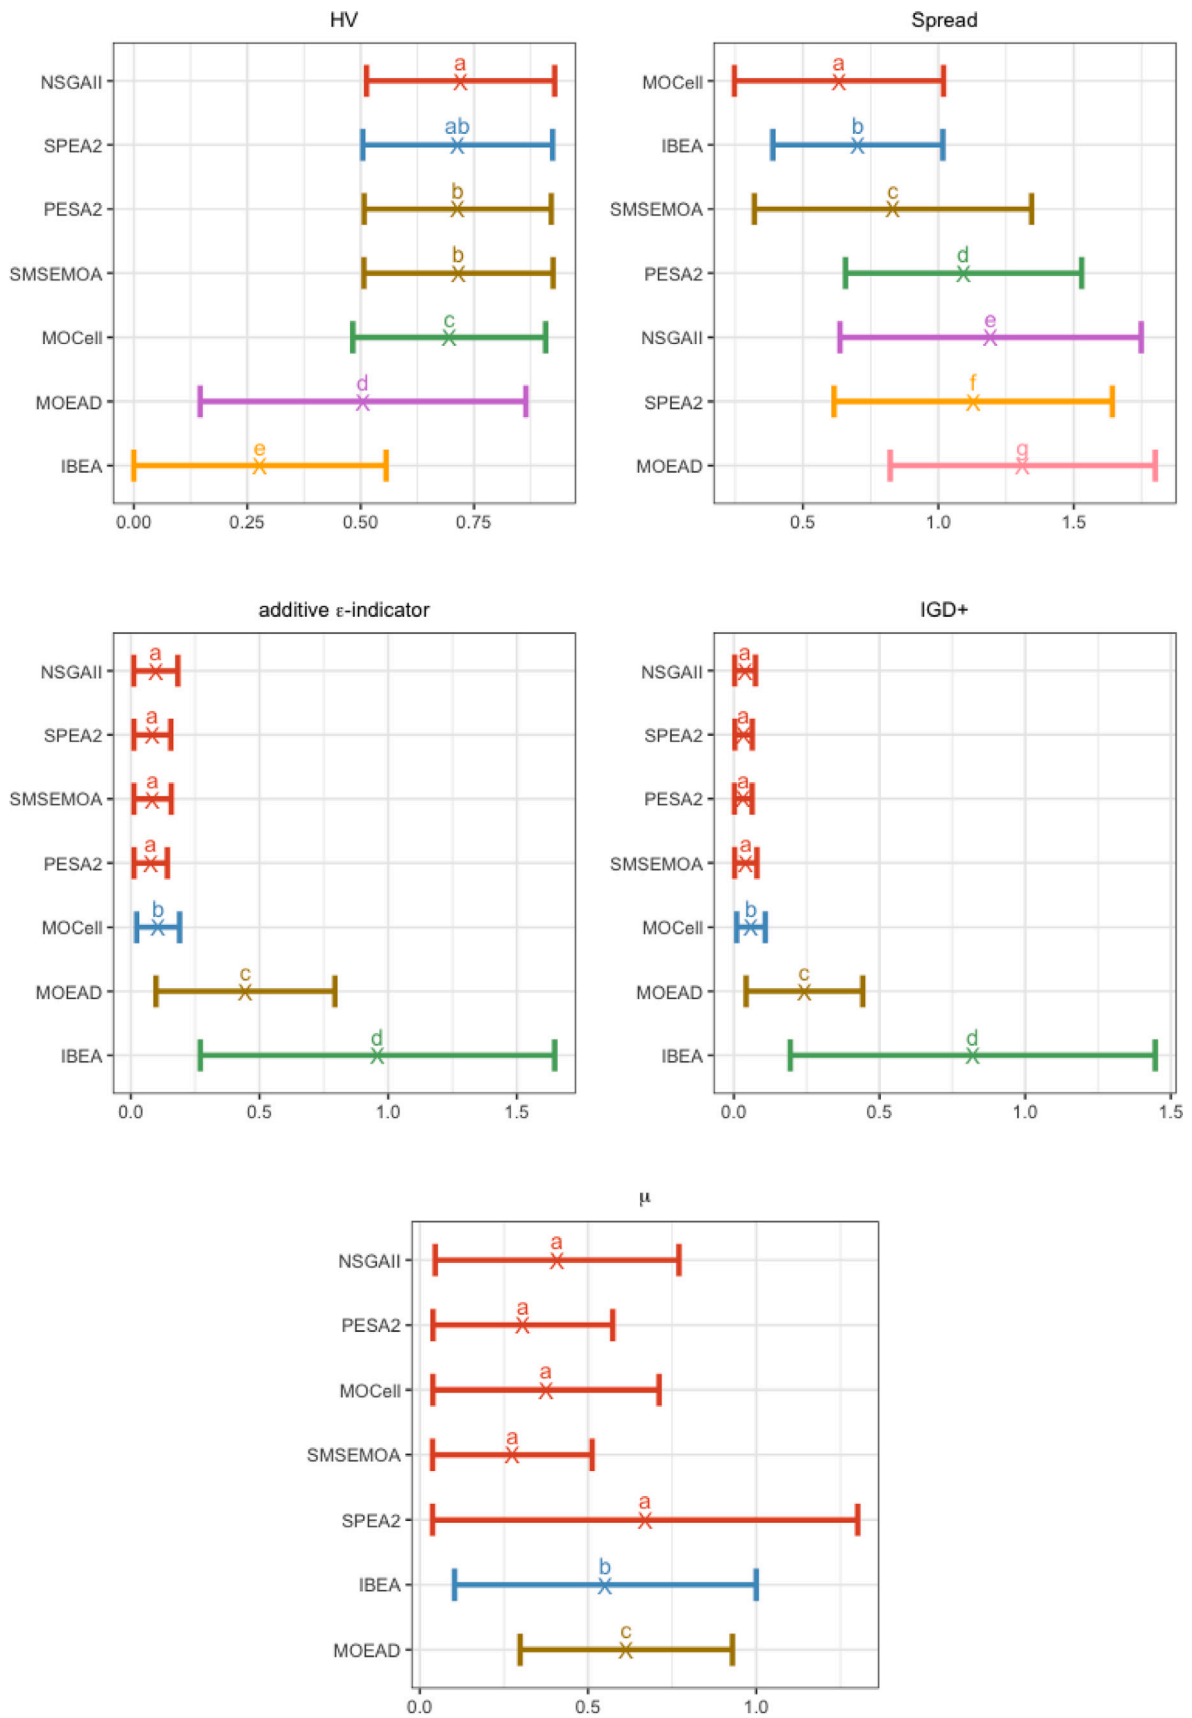 HV
a
NSGAII
ab
SPEA2
b
PESA2
b
SMSEMOA
c
MOCell
d
MOEAD
e
IBEA
0.00 0.25 0.50 0.75
Spread
a
MOCell
b
IBEA
c
SMSEMOA
d
PESA2
e
NSGAII
f
SPEA2
g
MOEAD
0.5 1.0 1.5
additive ε-indicator
a
NSGAII
a
SPEA2
a
SMSEMOA
a
PESA2
b
MOCell
c
MOEAD
d
IBEA
0.0 0.5 1.0 1.5
IGD+
a
NSGAII
a
SPEA2
a
PESA2
a
SMSEMOA
b
MOCell
c
MOEAD
d
IBEA
0.0 0.5 1.0 1.5
μ
a
NSGAII
a
PESA2
a
MOCell
a
SMSEMOA
a
SPEA2
b
IBEA
c
MOEAD
0.0 0.5 1.0